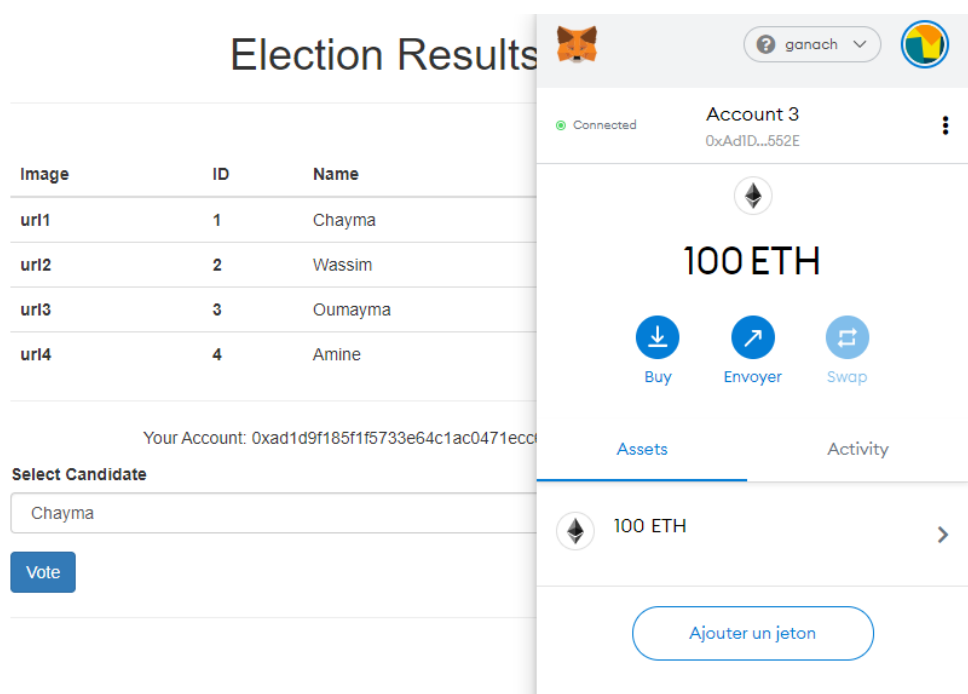 Election Results
Image ID Name
url1 1 Chayma
url2 2 Wassim
url3 3 Oumayma
url4 4 Amine
Your Account: 0xad1d9f185f1f5733e64c1ac0471ecc
Select Candidate
Chayma
Vote
ganach
Connected
Account 3
0xAd1D...552E
100 ETH
Buy Envoyer Swap
Assets Activity
100 ETH
Ajouter un jeton